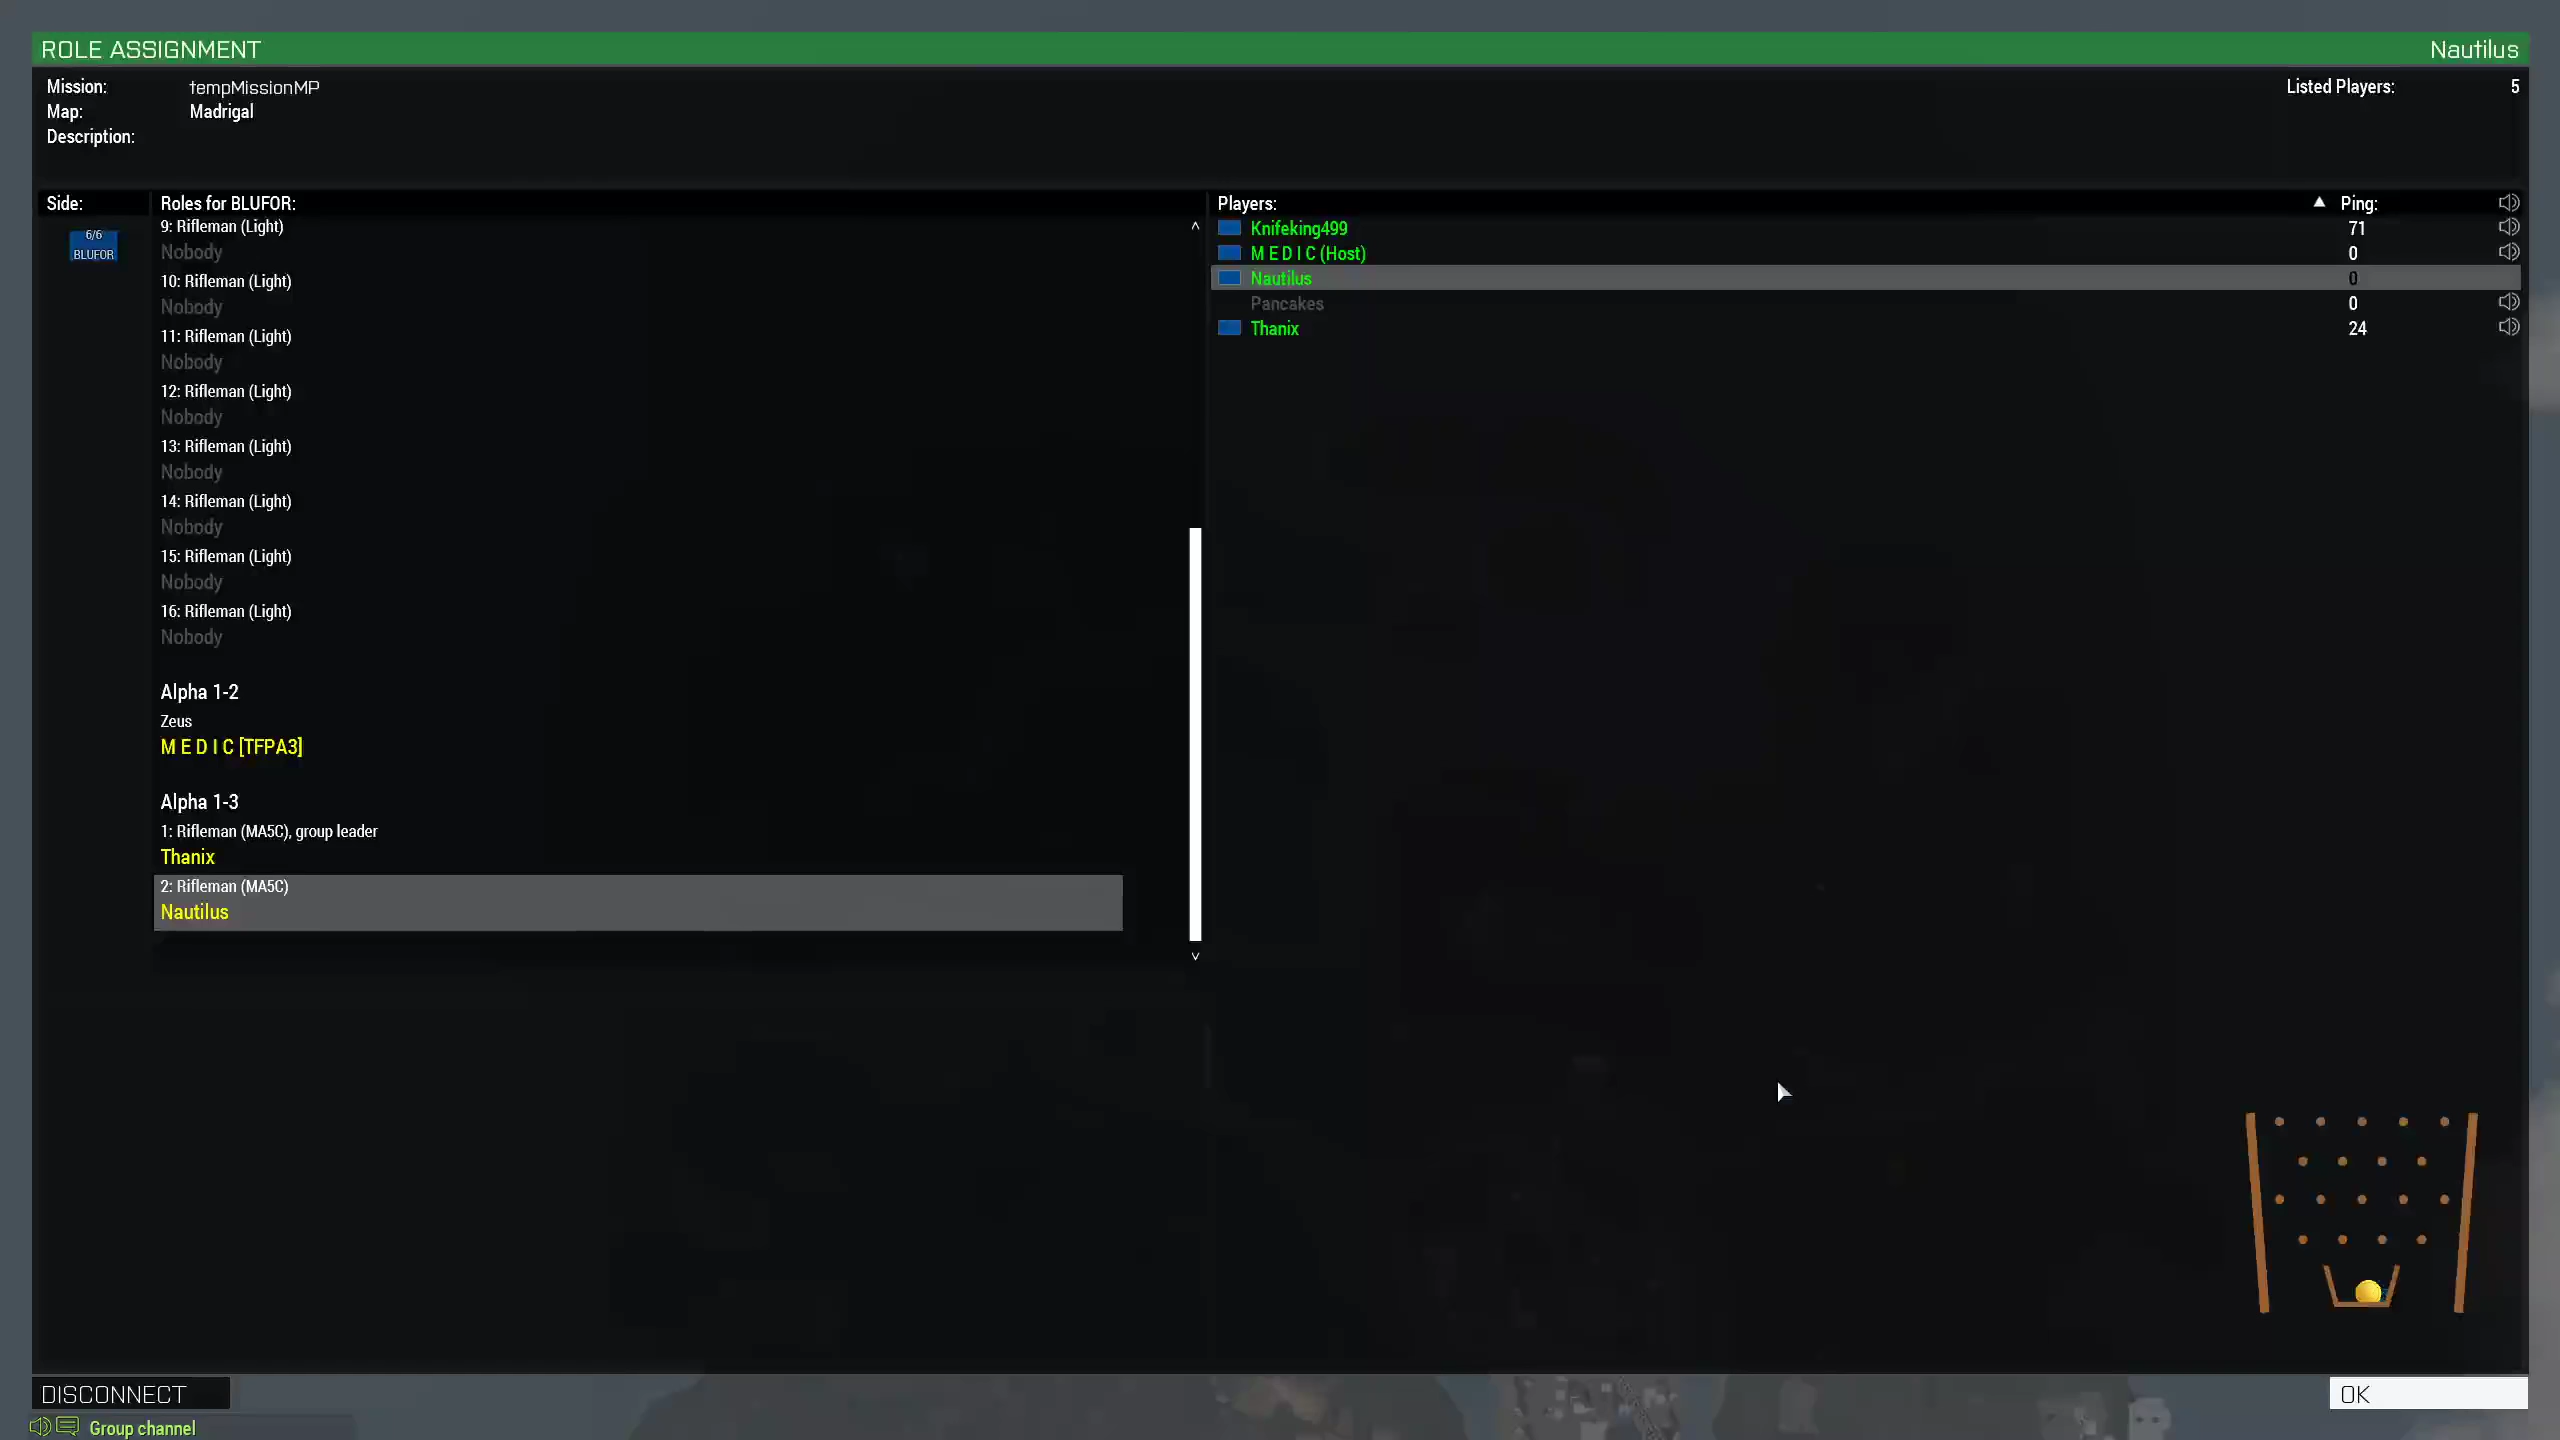 ROLE ASSIGNMENT Nautilus
Mission: tempMissionMP Listed Players: 5
Map: Madrigal
Description:
Side: Roles for BLUFOR: Players: Ping:
6/6
BLUFOR
9: Rifleman (Light)
Nobody
10: Rifleman (Light)
Nobody
11: Rifleman (Light)
Nobody
12: Rifleman (Light)
Nobody
13: Rifleman (Light)
Nobody
14: Rifleman (Light)
Nobody
15: Rifleman (Light)
Nobody
16: Rifleman (Light)
Nobody
Alpha 1-2
Zeus
M E D I C [TFPA3]
Alpha 1-3
1: Rifleman (MA5C), group leader
Thanix
2: Rifleman (MA5C)
Nautilus
Knifeking499 71
M E D I C (Host) 0
Nautilus 0
Pancakes 0
Thanix 24
DISCONNECT OK
Group channel